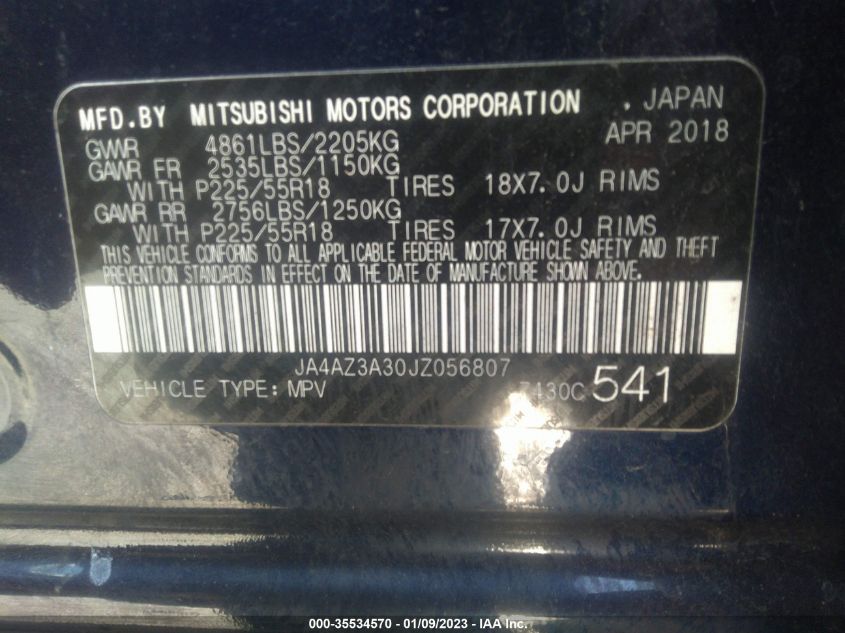 MFD.BY MITSUBISHI MOTORS CORPORATION . JAPAN
APR 2018
GVWR 4861LBS/2205KG
GAWR FR 2535LBS/1150KG
WITH P225/55R18 TIRES 18X7.0J RIMS
GAWR RR 2756LBS/1250KG
WITH P225/55R18 TIRES 17X7.0J RIMS
THIS VEHICLE CONFORMS TO ALL APPLICABLE FEDERAL MOTOR VEHICLE SAFETY AND THEFT
PREVENTION STANDARDS IN EFFECT ON THE DATE OF MANUFACTURE SHOWN ABOVE.
JA4AZ3A30JZ056807
VEHICLE TYPE: MPV Z430C 541
000-35534570 - 01/09/2023 - IAA Inc.